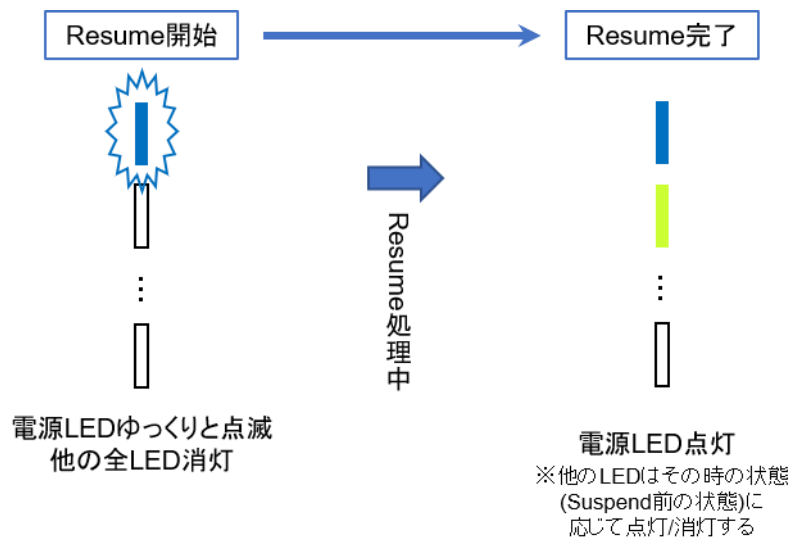 Resume開始
Resume完了
Resume処理中
⋮
⋮
電源LEDゆっくりと点滅
他の全LED消灯
電源LED点灯
※他のLEDはその時の状態
(Suspend前の状態)に
応じて点灯/消灯する